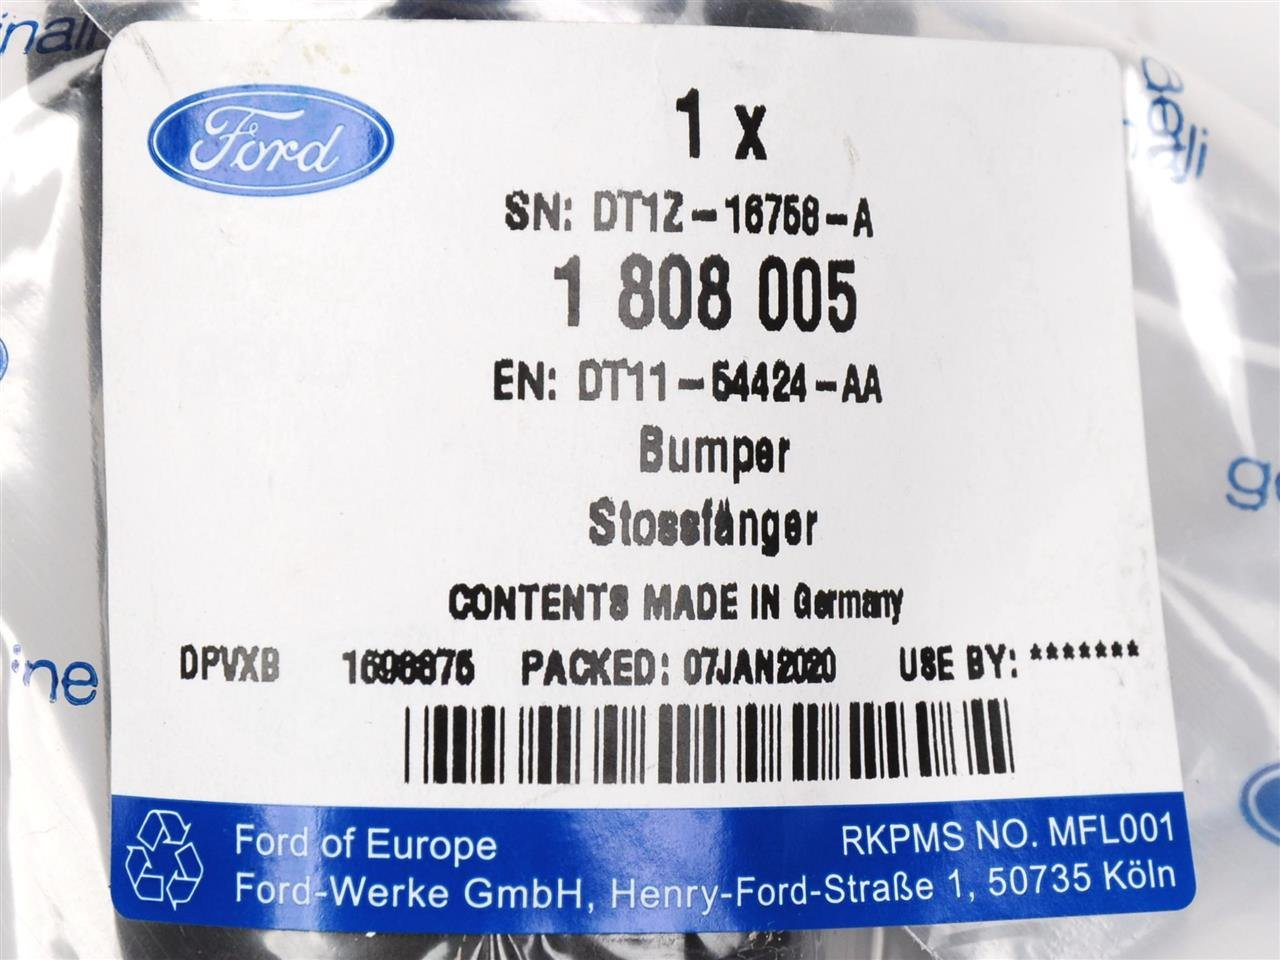 Ford
1 x
SN: DT1Z-16758-A
1 808 005
EN: DT11-54424-AA
Bumper
Stossfänger
CONTENTS MADE IN Germany
DPVXB PACKED: 07JAN2020 USE BY: *******
Ford of Europe
RKPMS NO. MFL001
Ford-Werke GmbH, Henry-Ford-Straße 1, 50735 Köln